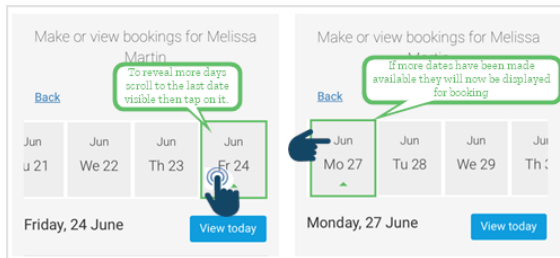 Make or view bookings for Melissa
Martin
To reveal more days
scroll to the last date
visible then tap on it.
Back
Jun Jun Jun Jun
u 21 We 22 Th 23 Fr 24
Friday, 24 June View today
Make or view bookings for Melissa
If more dates have been made
available they will now be displayed
for booking
Back
Jun Jun Jun Jun
Mo 27 Tu 28 We 29 Th
Monday, 27 June View today